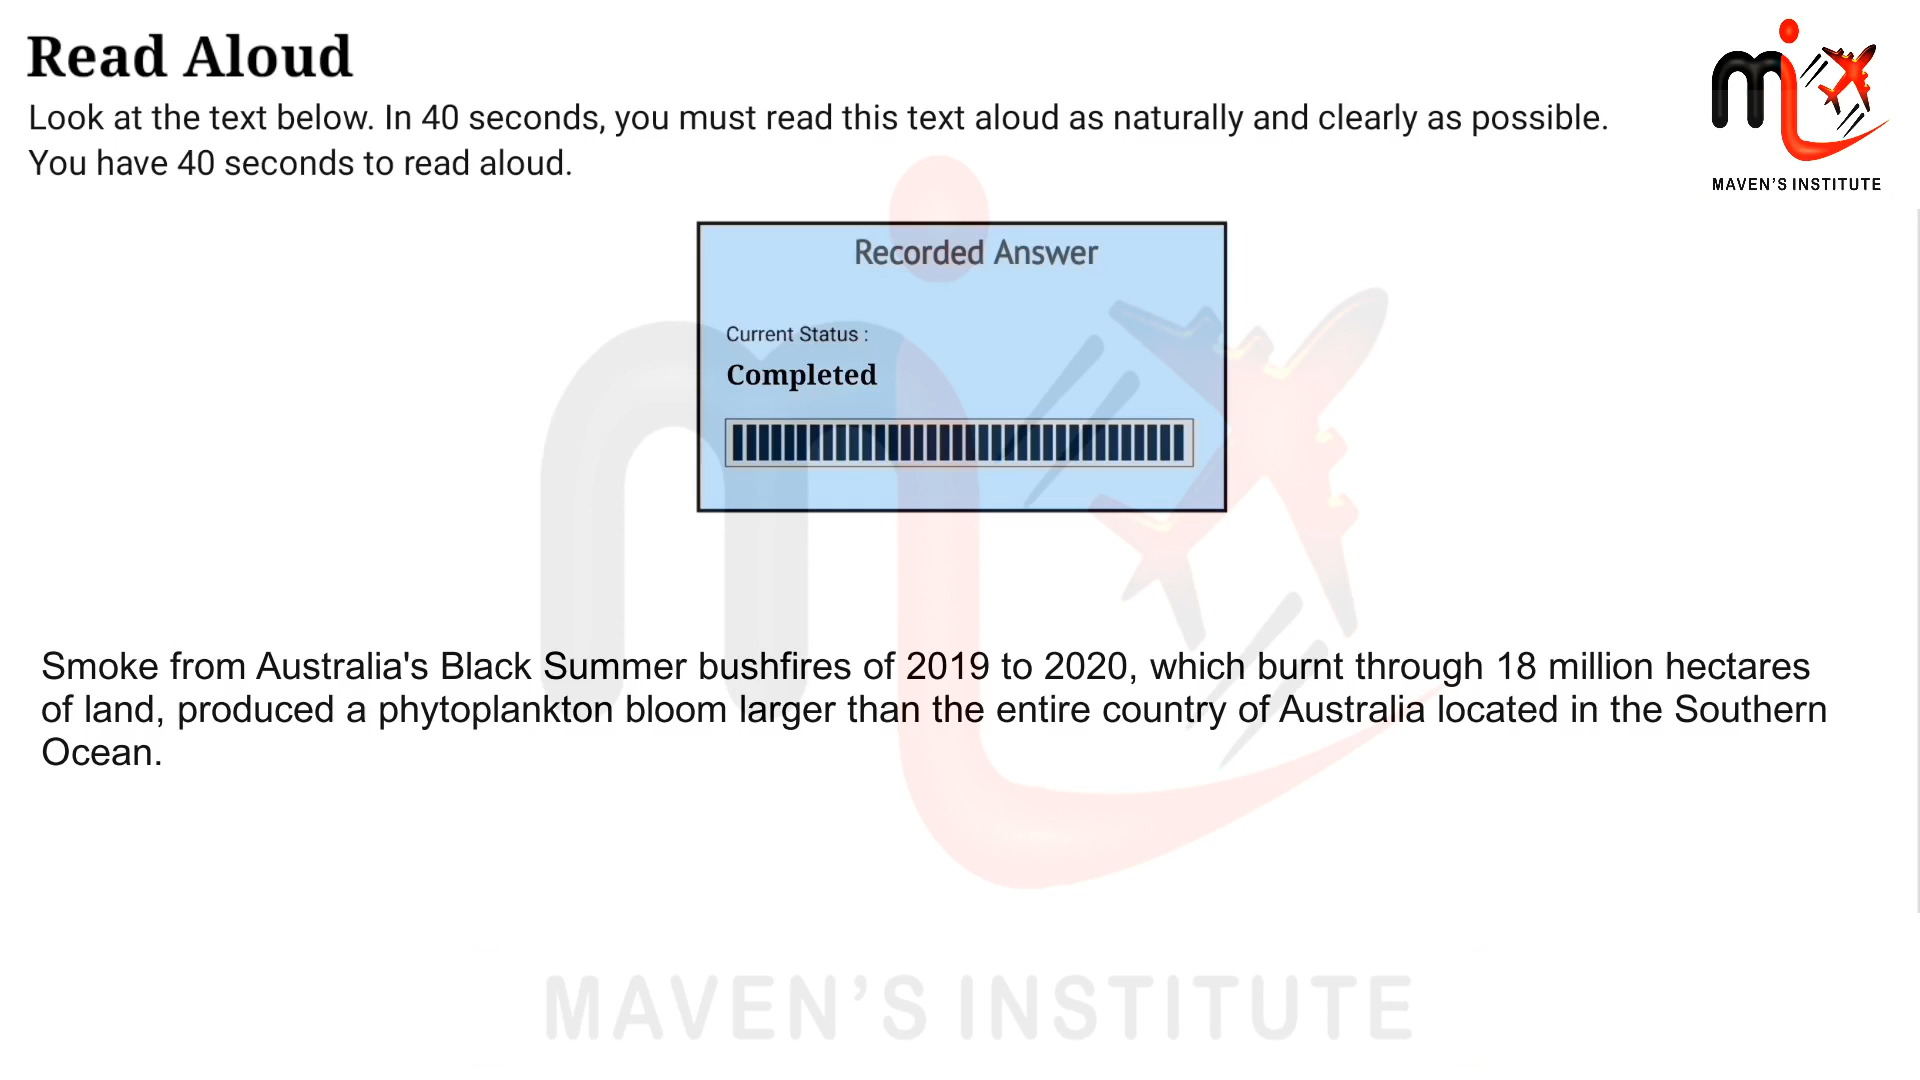 Read Aloud
Look at the text below. In 40 seconds, you must read this text aloud as naturally and clearly as possible.
You have 40 seconds to read aloud.
MAVEN'S INSTITUTE
Recorded Answer
Current Status :
Completed
Smoke from Australia's Black Summer bushfires of 2019 to 2020, which burnt through 18 million hectares
of land, produced a phytoplankton bloom larger than the entire country of Australia located in the Southern
Ocean.
MAVEN'S INSTITUTE